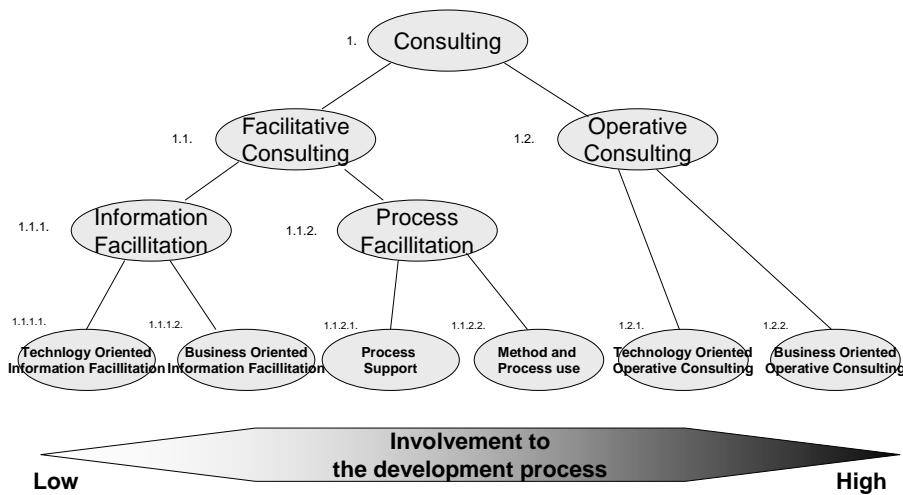 1.
Consulting
1.1.
Facilitative
Consulting
1.2.
Operative
Consulting
1.1.1.
Information
Facillitation
1.1.2.
Process
Facillitation
1.1.1.1.
Technology Oriented
Information Facillitation
1.1.1.2.
Business Oriented
Information Facillitation
1.1.2.1.
Process
Support
1.1.2.2.
Method and
Process use
1.2.1.
Technology Oriented
Operative Consulting
1.2.2.
Business Oriented
Operative Consulting
Involvement to
the development process
Low
High